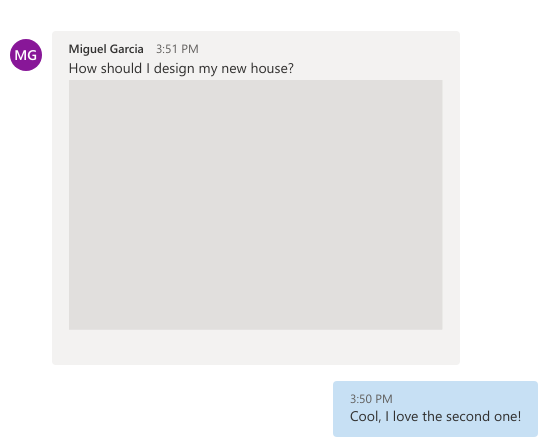 MG
Miguel Garcia 3:51 PM
How should I design my new house?
3:50 PM
Cool, I love the second one!